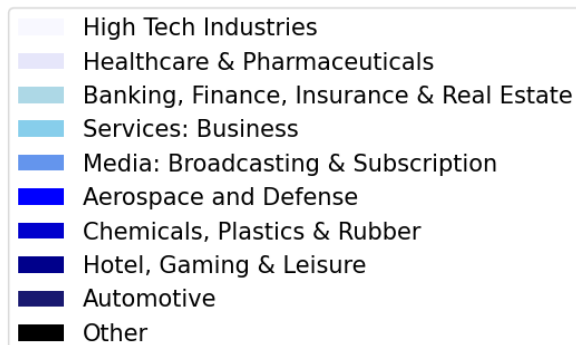 High Tech Industries
Healthcare & Pharmaceuticals
Banking, Finance, Insurance & Real Estate
Services: Business
Media: Broadcasting & Subscription
Aerospace and Defense
Chemicals, Plastics & Rubber
Hotel, Gaming & Leisure
Automotive
Other